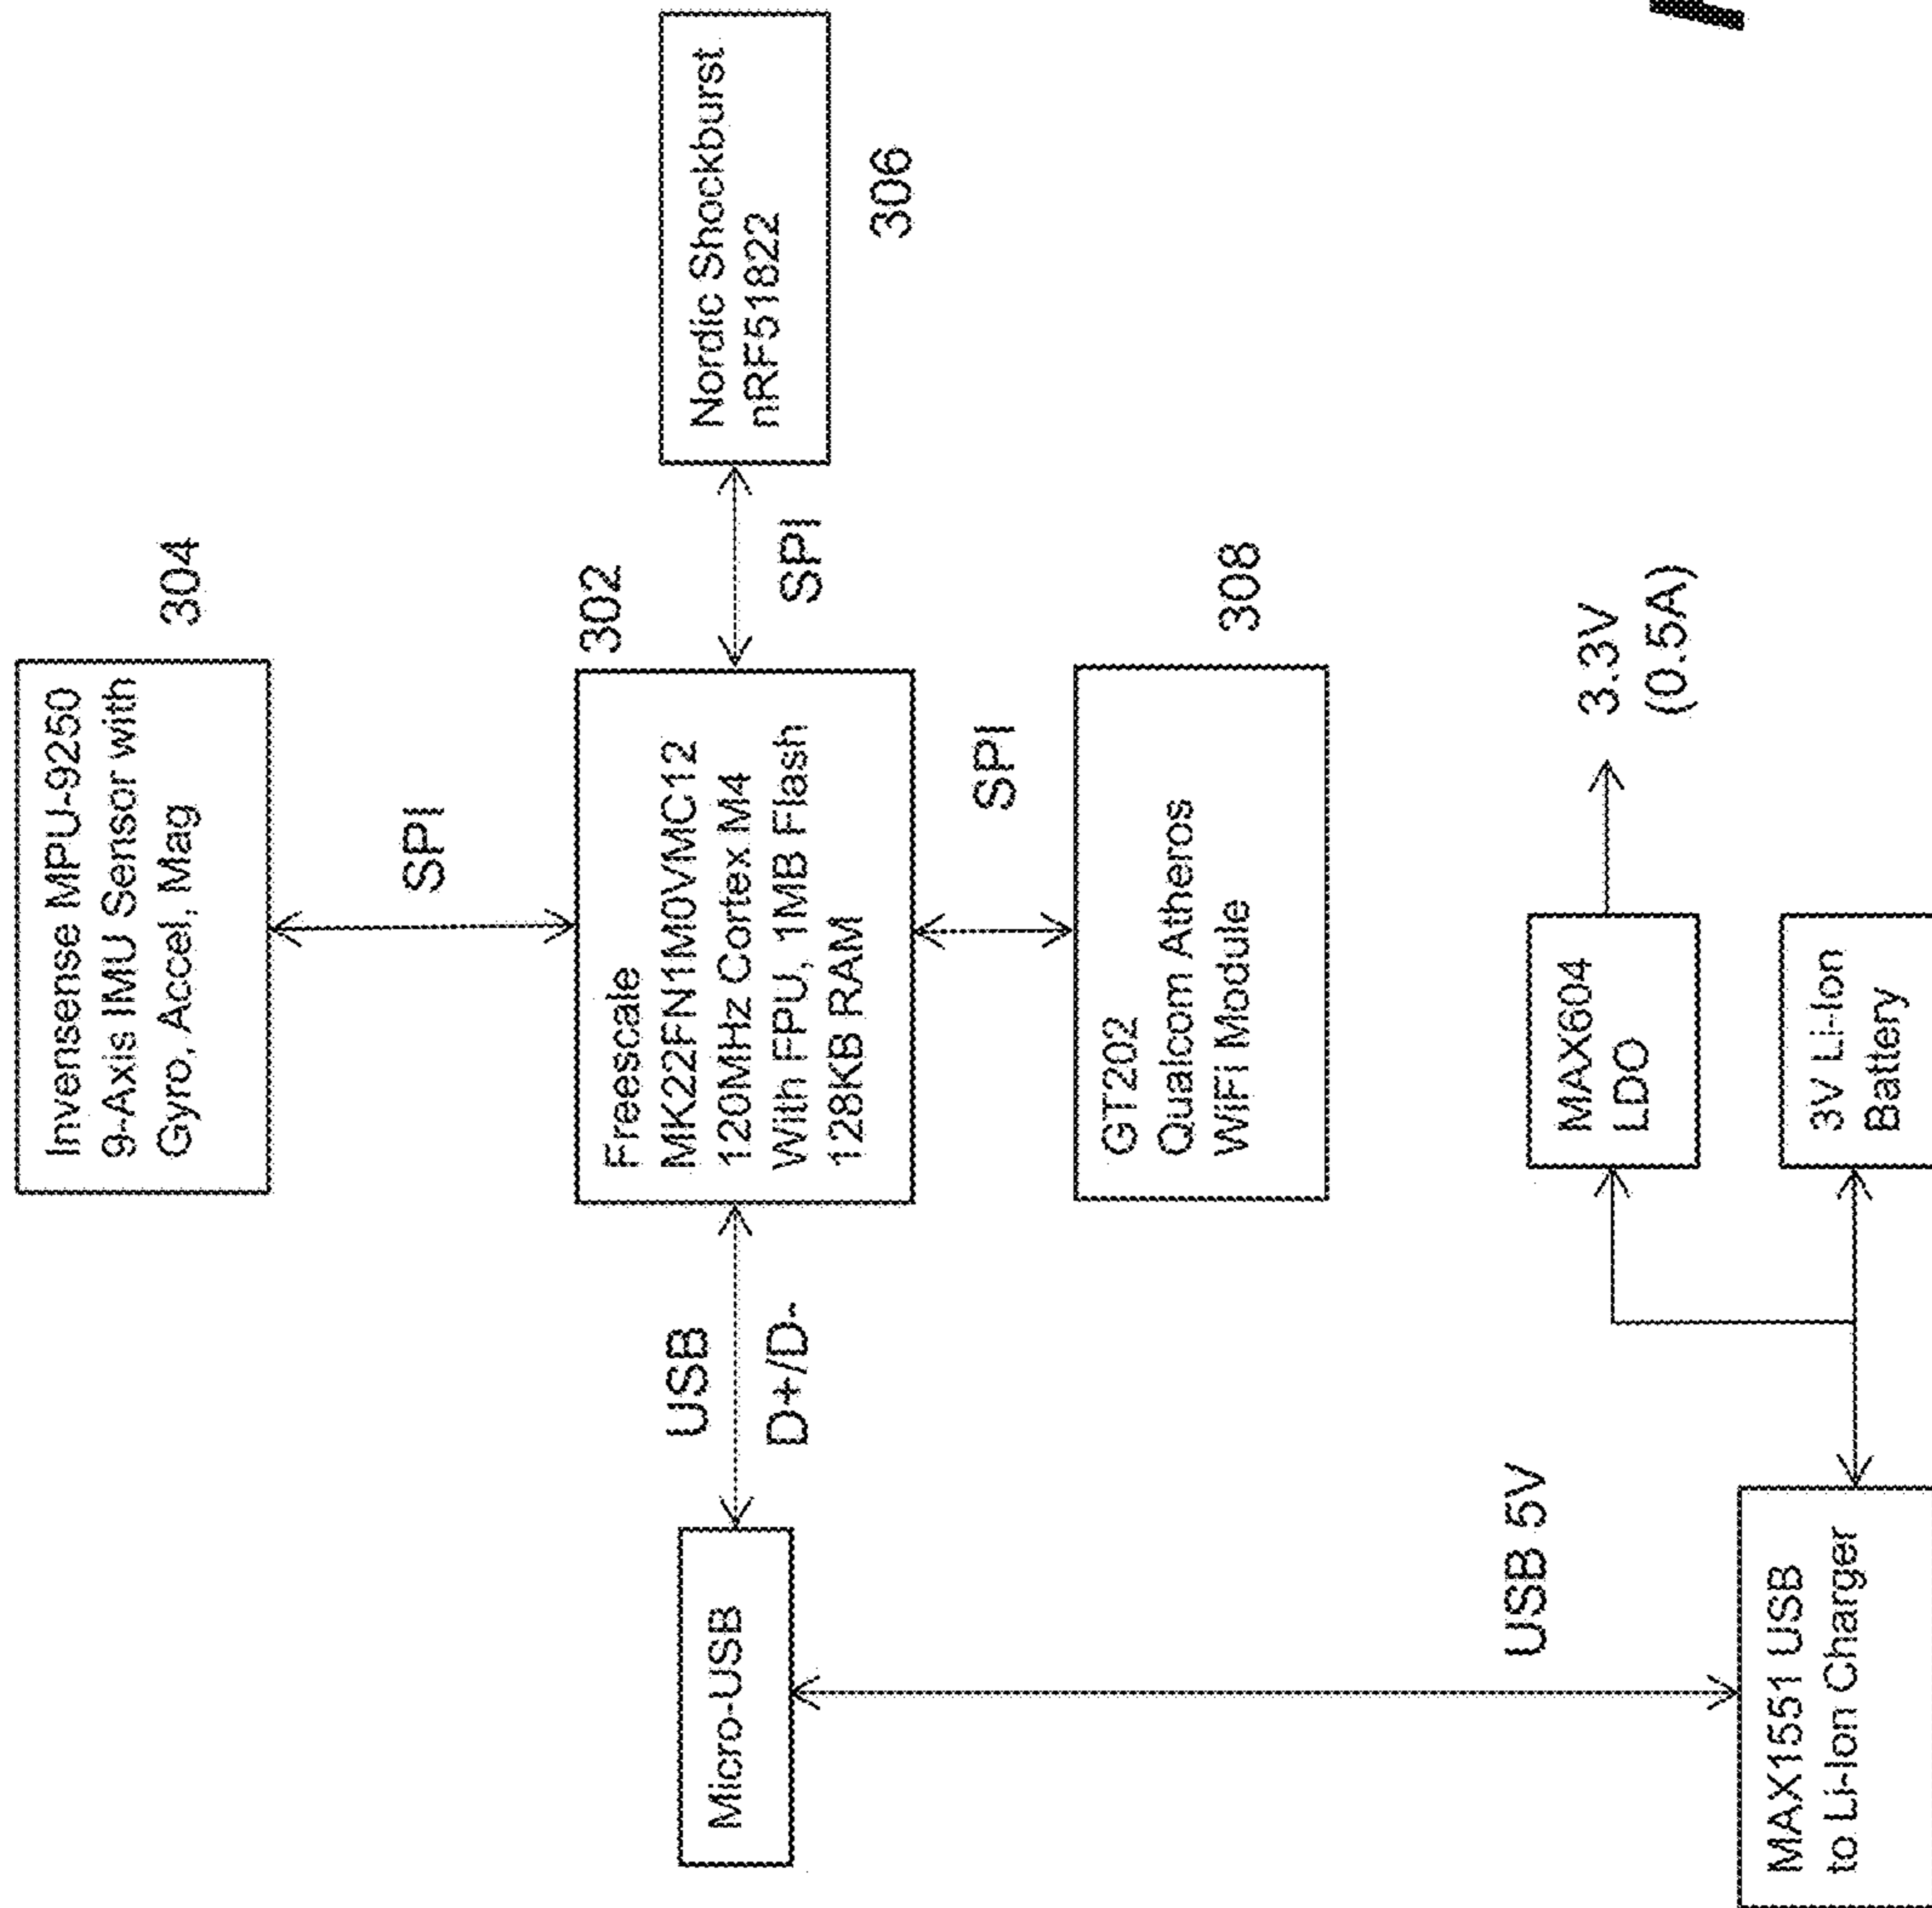 Invensense MPU-9250
9-Axis IMU Sensor with
Gyro, Accel, Mag
304
SPI
302
Freescale
MK22FN1M0VMC12
120MHz Cortex M4
With FPU, 1MB Flash
128KB RAM
USB
D+/D-
Micro-USB
SPI
Nordic Shockburst
nRF51822
306
SPI
GT202
Qualcom Atheros
WiFi Module
308
USB 5V
MAX604
LDO
3.3V
(0.5A)
3V Li-Ion
Battery
MAX1551 USB
to Li-Ion Charger